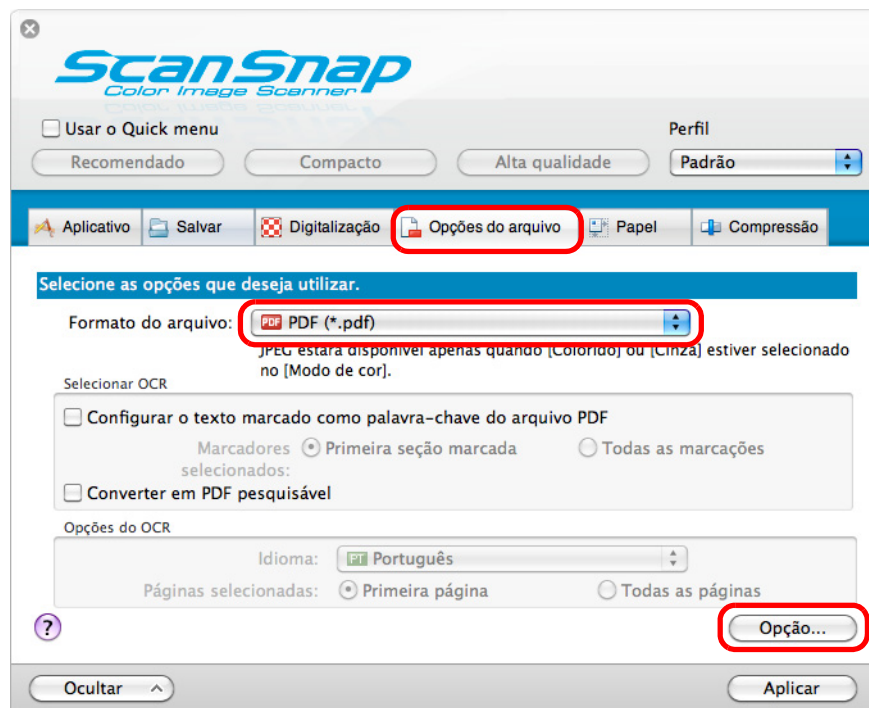 ScanSnap
Color Image Scanner
Usar o Quick menu
Perfil
Recomendado Compacto Alta qualidade Padrão
Aplicativo Salvar Digitalização Opções do arquivo Papel Compressão
Selecione as opções que deseja utilizar.
Formato do arquivo: PDF PDF (*.pdf)
JPEG estará disponível apenas quando [Colorido] ou [Cinza] estiver selecionado
no [Modo de cor].
Selecionar OCR
Configurar o texto marcado como palavra-chave do arquivo PDF
Marcadores Primeira seção marcada Todas as marcações
selecionados:
Converter em PDF pesquisável
Opções do OCR
Idioma: PT Português
Páginas selecionadas: Primeira página Todas as páginas
? Opção...
Ocultar Aplicar